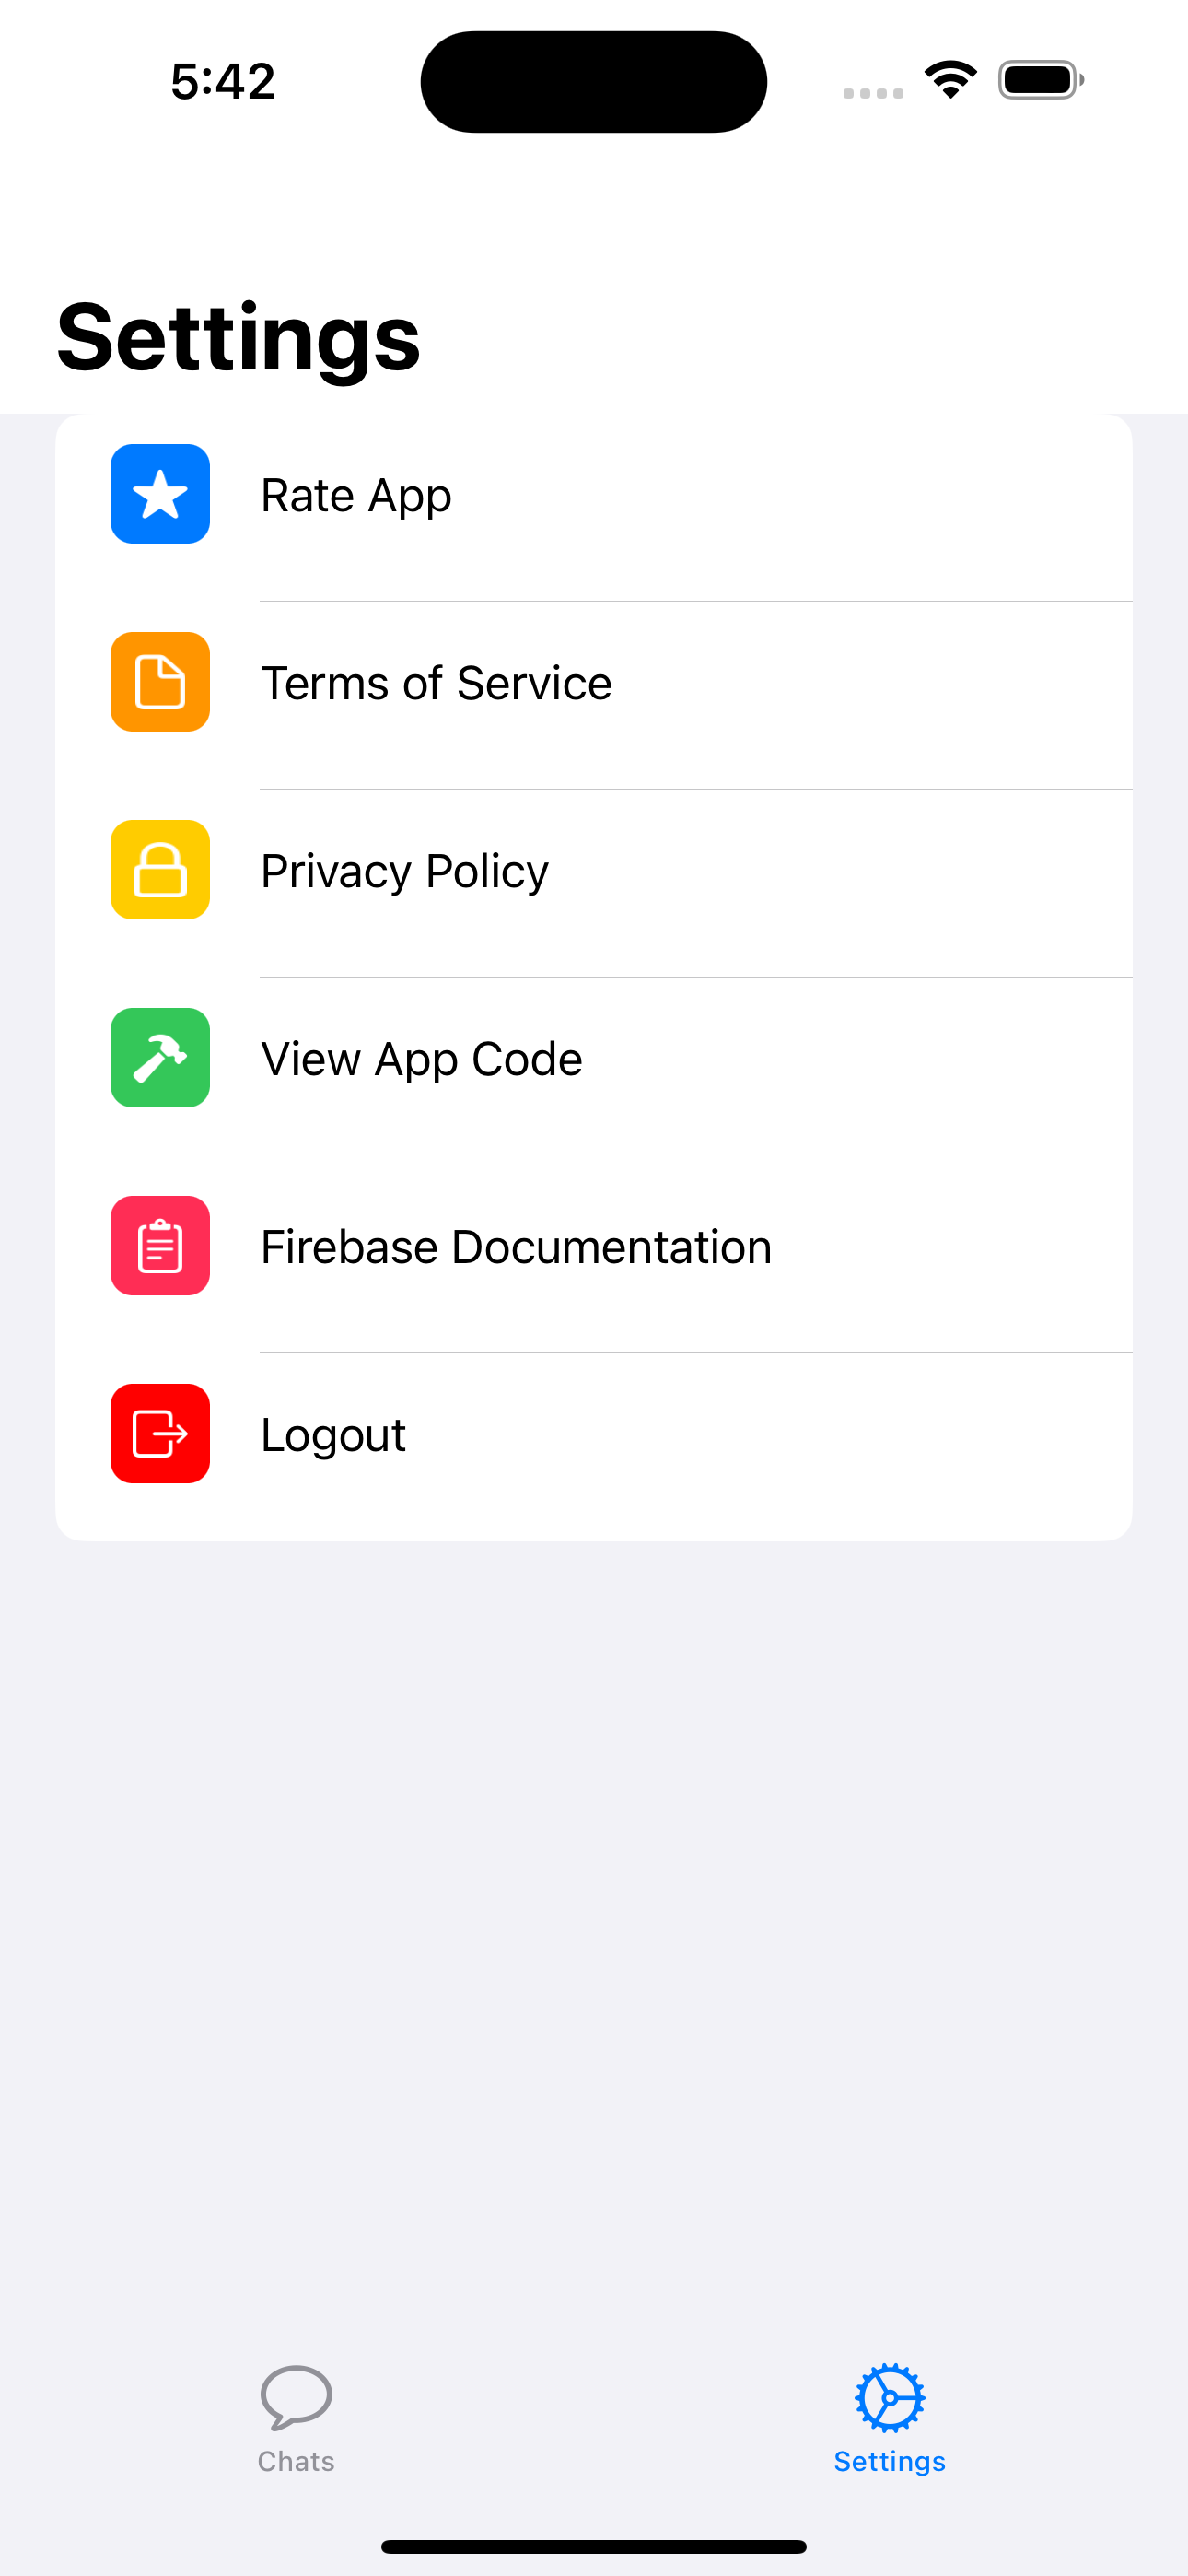 5:42
Settings
Rate App
Terms of Service
Privacy Policy
View App Code
Firebase Documentation
Logout
Chats
Settings